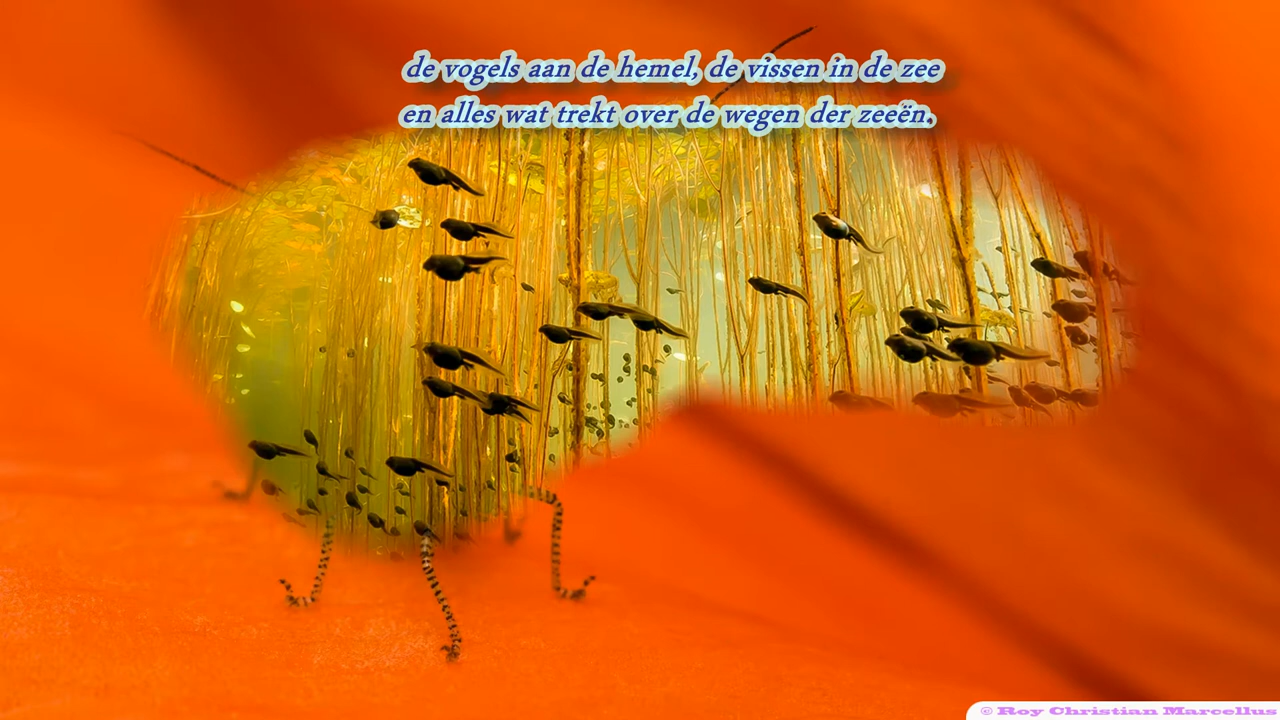 de vogels aan de hemel, de vissen in de zee
en alles wat trekt over de wegen der zeeën.
© Roy Christian Marcellus